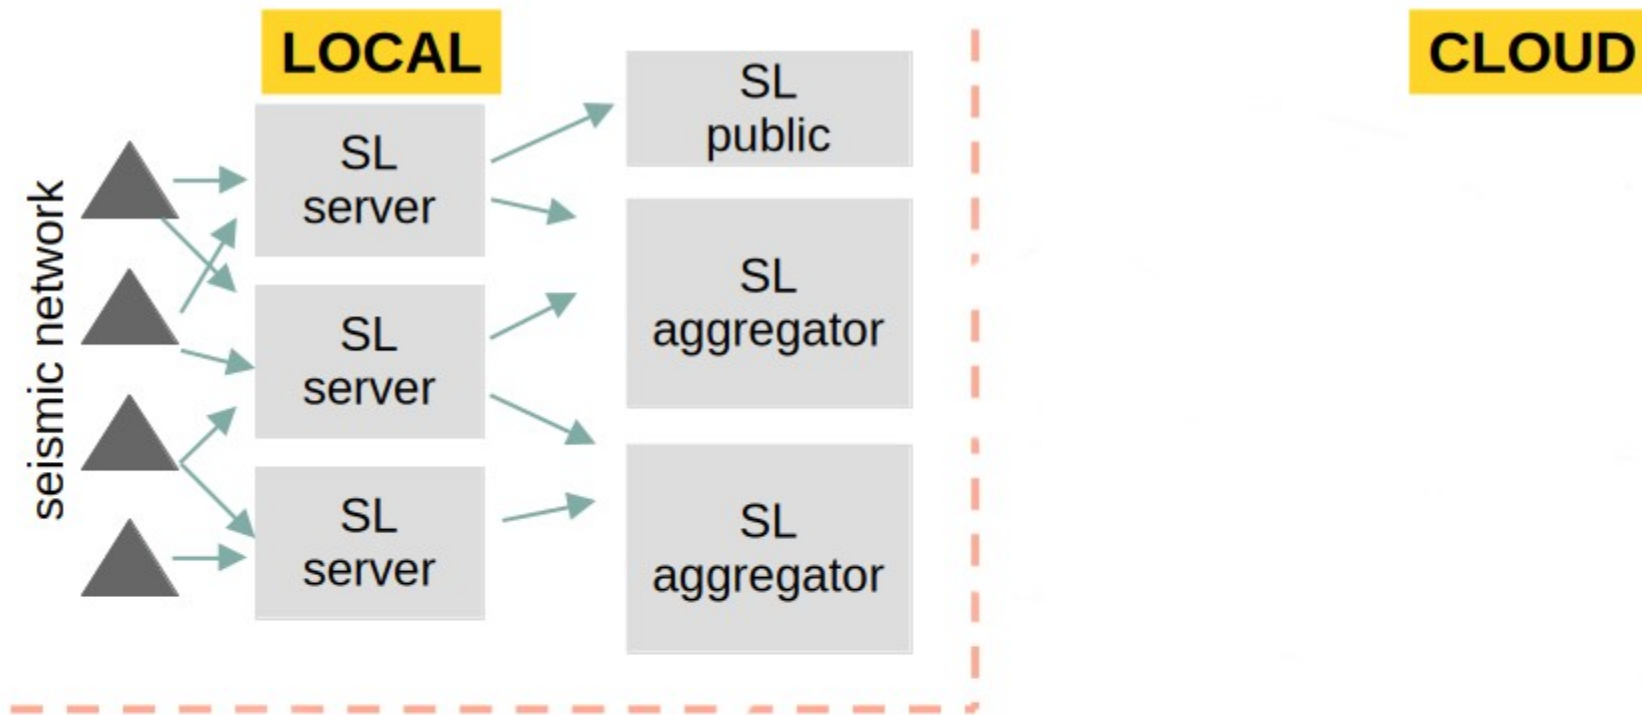 LOCAL
CLOUD
seismic network
SL
server
SL
server
SL
server
SL
public
SL
aggregator
SL
aggregator